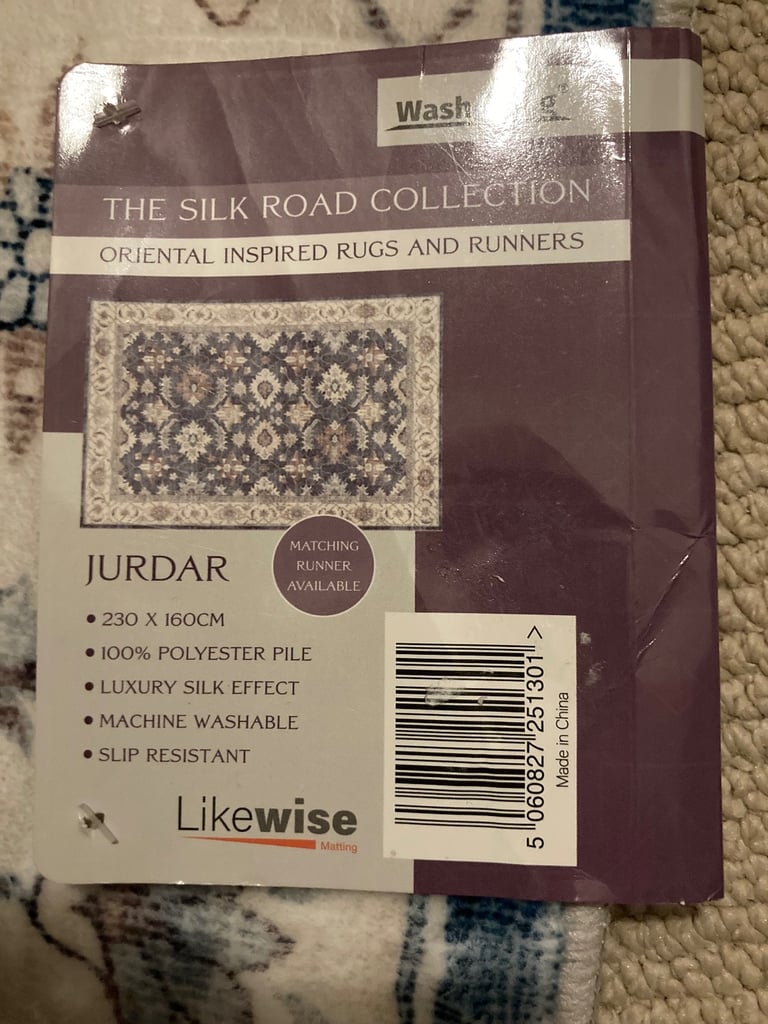 Wash
THE SILK ROAD COLLECTION
ORIENTAL INSPIRED RUGS AND RUNNERS
MATCHING
RUNNER
AVAILABLE
JURDAR
• 230 X 160CM
• 100% POLYESTER PILE
• LUXURY SILK EFFECT
• MACHINE WASHABLE
• SLIP RESISTANT
Likewise
Matting
5 060827 251301 >
Made in China